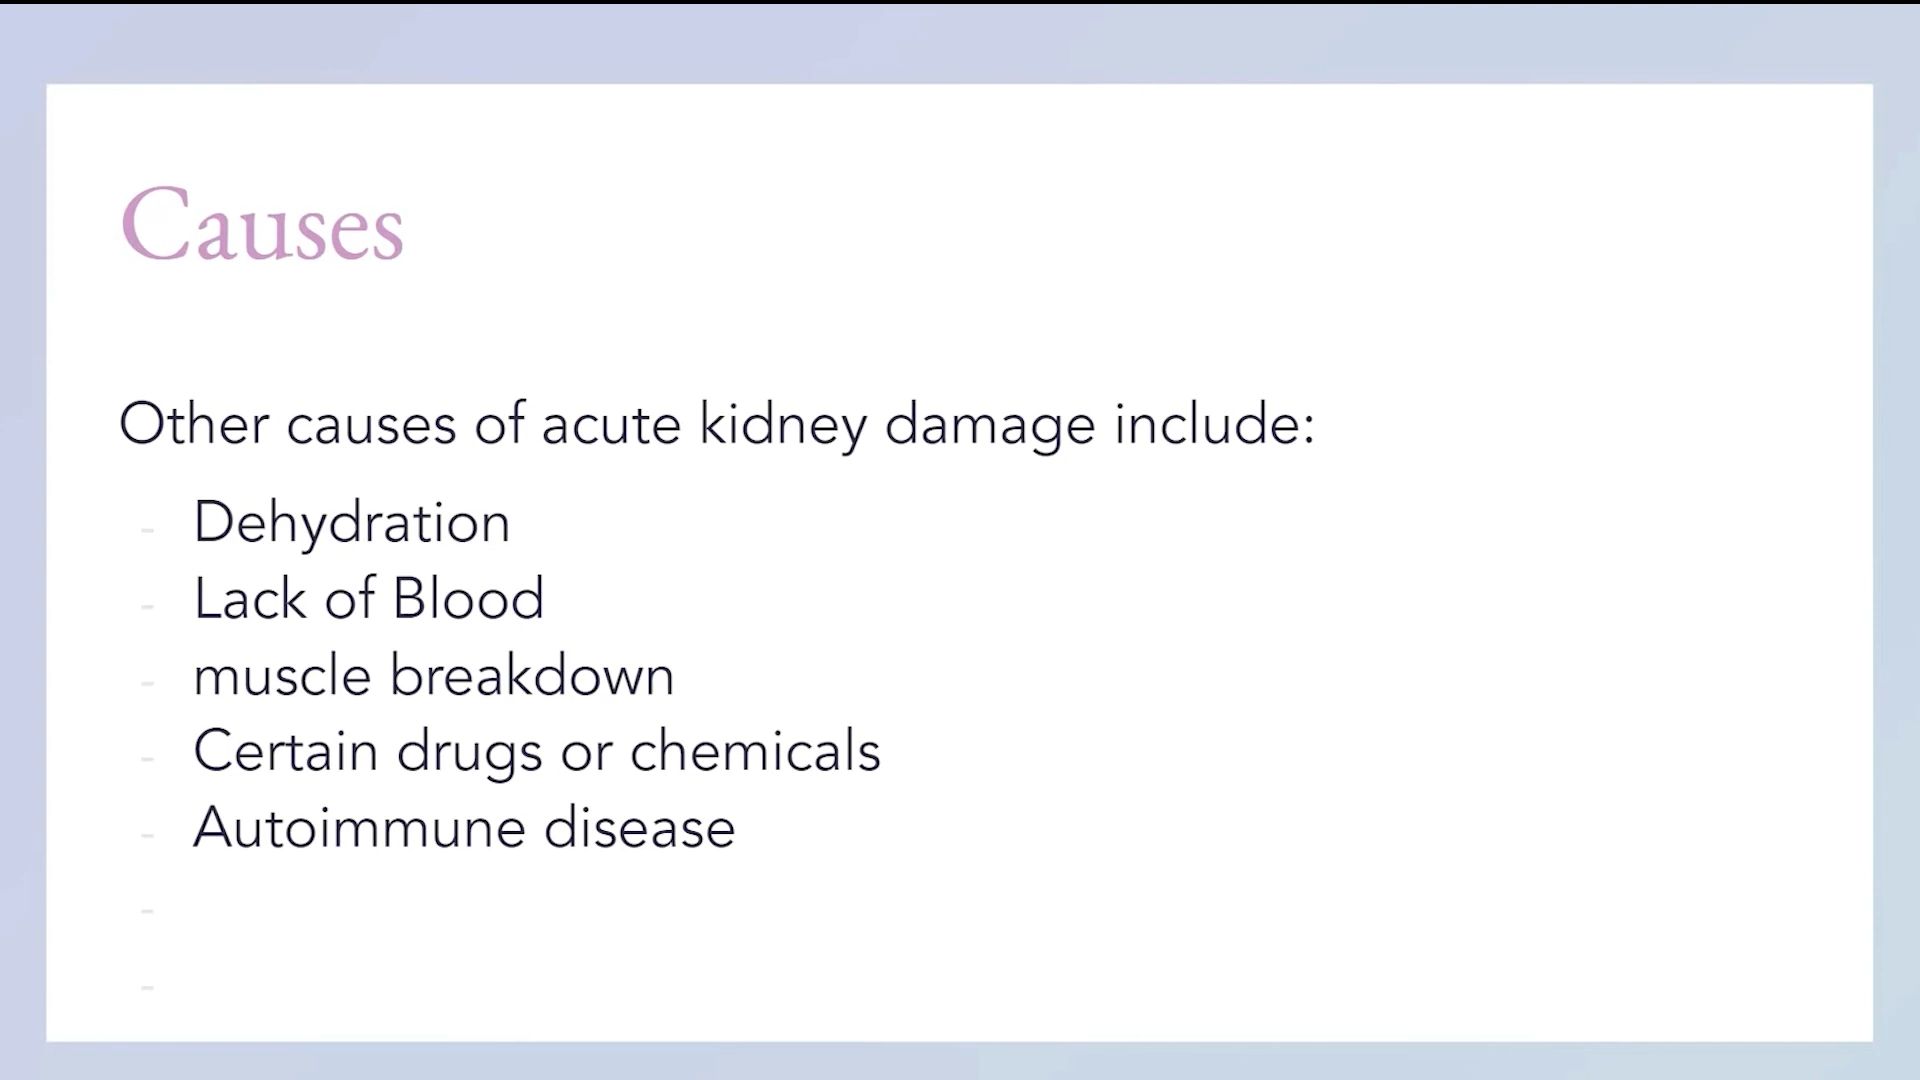 Causes
Other causes of acute kidney damage include:
- Dehydration
- Lack of Blood
- muscle breakdown
- Certain drugs or chemicals
- Autoimmune disease
-
-